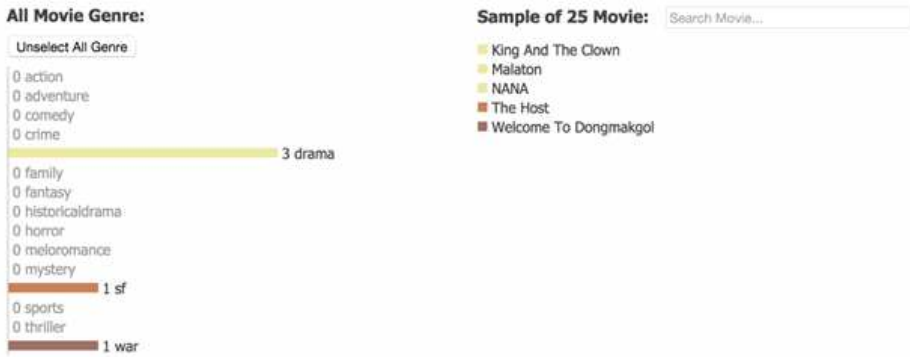 All Movie Genre:
Unselect All Genre
0 action
0 adventure
0 comedy
0 crime
3 drama
0 family
0 fantasy
0 historicaldrama
0 horror
0 meloromance
0 mystery
1 sf
0 sports
0 thriller
1 war
Sample of 25 Movie:
Search Movie...
King And The Clown
Malaton
NANA
The Host
Welcome To Dongmakgol